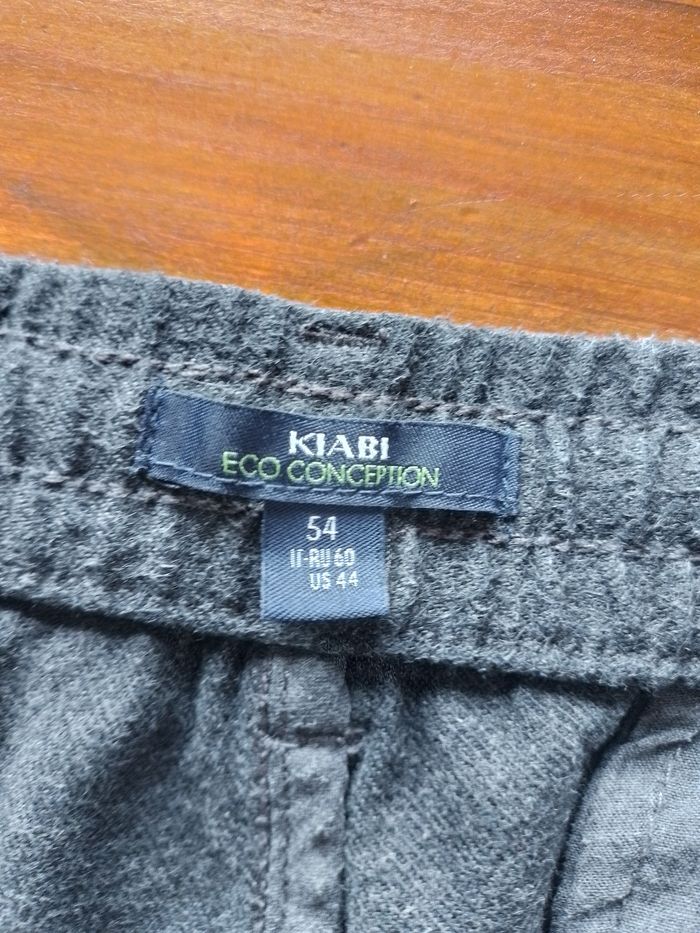 KIABI
ECO CONCEPTION
54
IT-RU 60
US 44